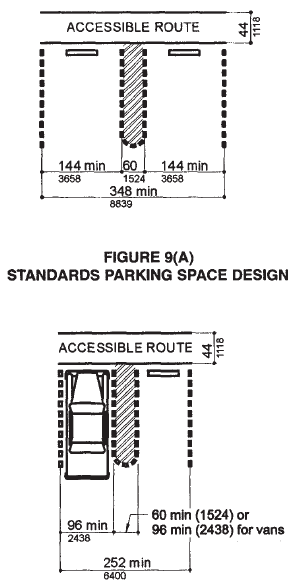 ACCESSIBLE ROUTE
44
1118
144 min 60 144 min
3658 1524 3658
348 min
8839
FIGURE 9(A)
STANDARDS PARKING SPACE DESIGN
ACCESSIBLE ROUTE
44
1118
60 min (1524) or
96 min (2438) for vans
96 min
2438
252 min
6400